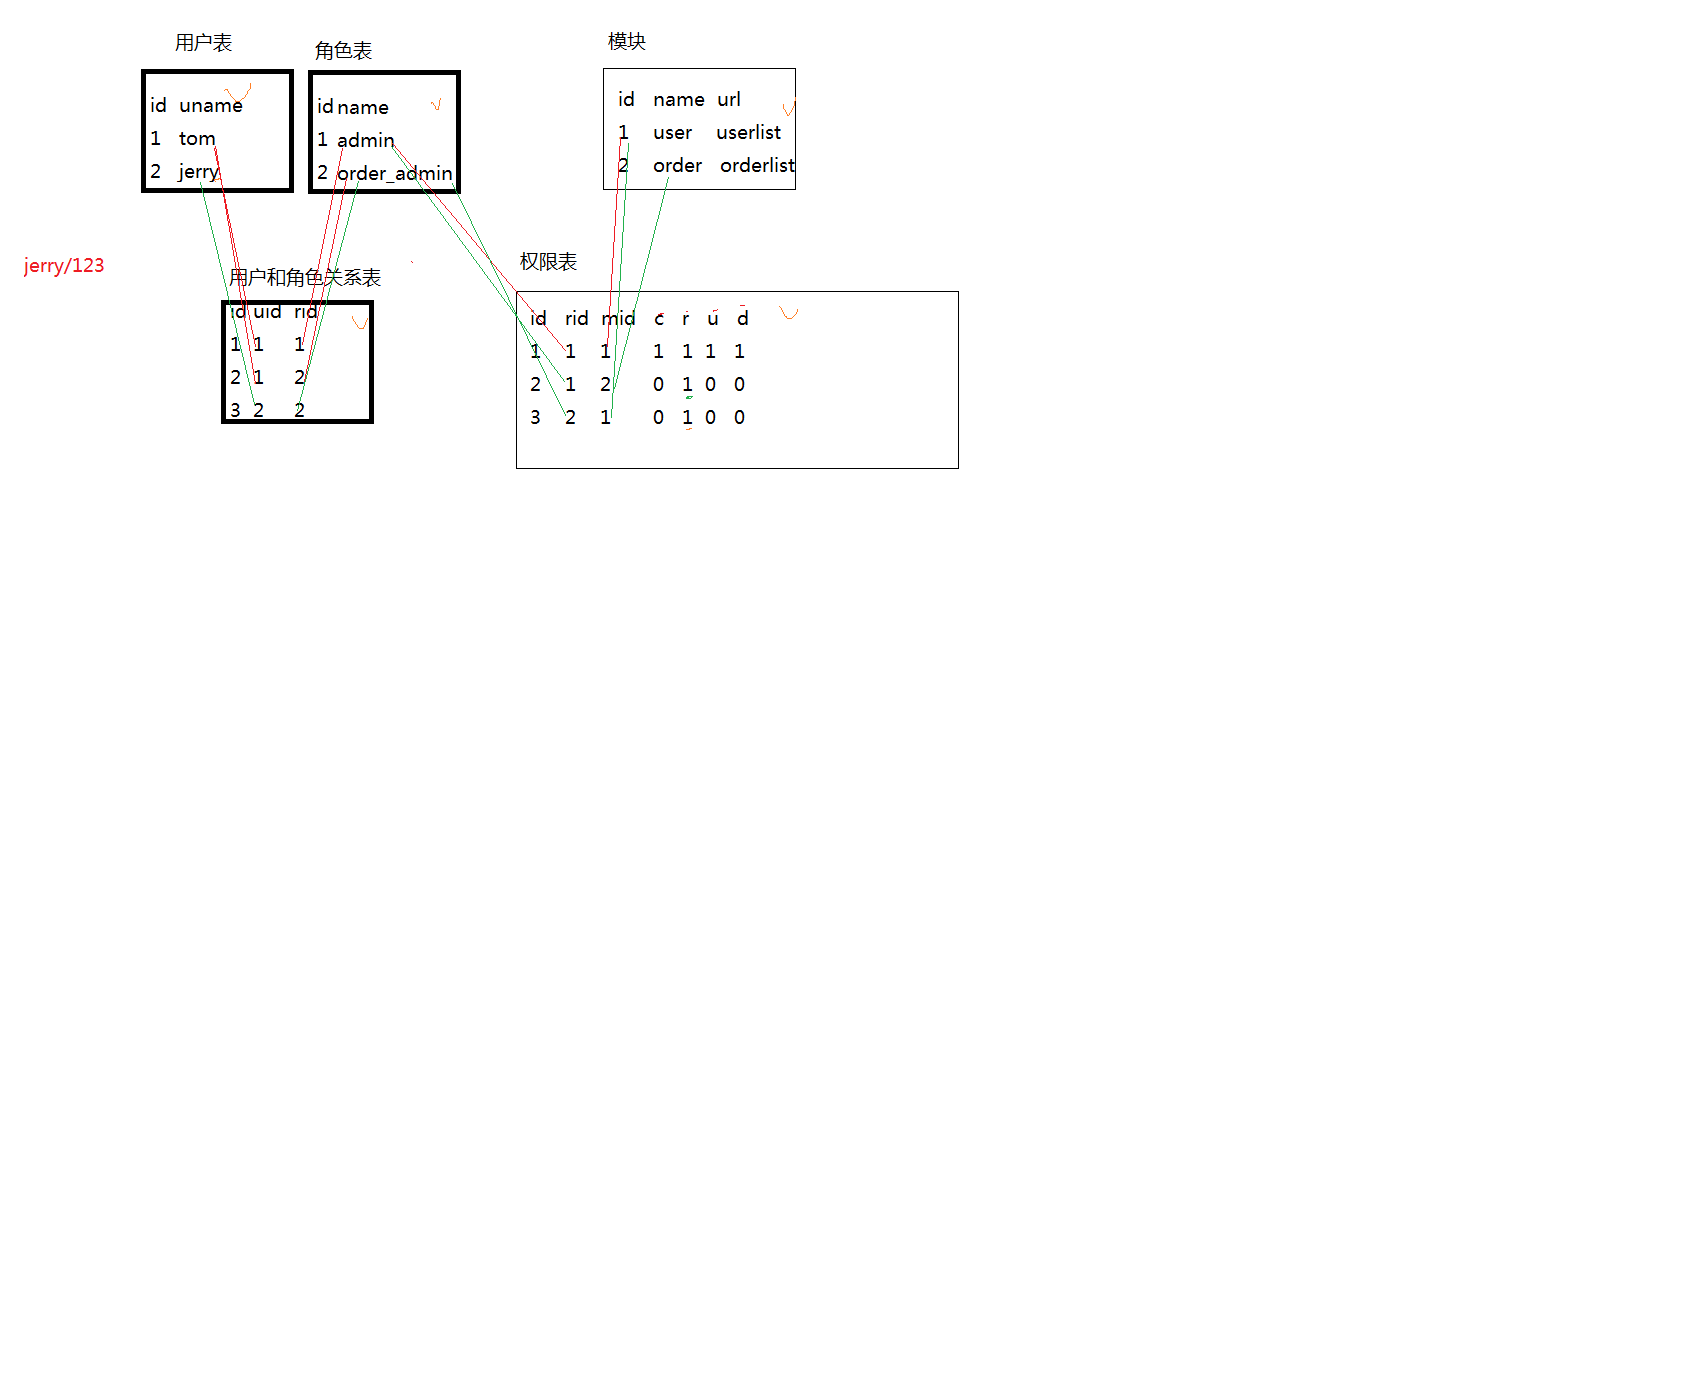 用户表
id uname
1 tom
2 jerry
角色表
id name
1 admin
2 order_admin
模块
id name url
1 user userlist
2 order orderlist
jerry/123
用户和角色关系表
id uid rid
1 1 1
2 1 2
3 2 2
权限表
id rid mid c r u d
1 1 1 1 1 1 1
2 1 2 0 1 0 0
3 2 1 0 1 0 0